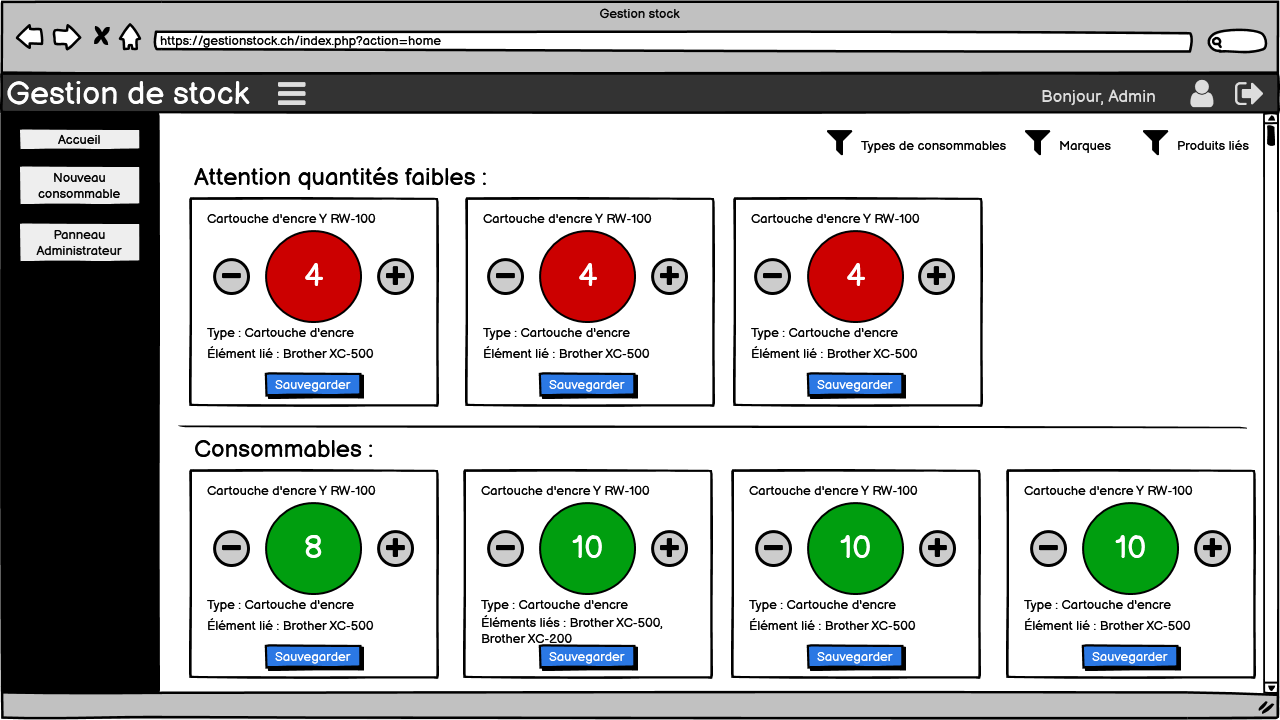 Gestion stock
https://gestionstock.ch/index.php?action=home
Gestion de stock
Bonjour, Admin
Accueil
Nouveau
consommable
Panneau
Administrateur
Types de consommables
Marques
Produits liés
Attention quantités faibles :
Cartouche d'encre Y RW-100
4
Type : Cartouche d'encre
Élément lié : Brother XC-500
Sauvegarder
Cartouche d'encre Y RW-100
4
Type : Cartouche d'encre
Élément lié : Brother XC-500
Sauvegarder
Cartouche d'encre Y RW-100
4
Type : Cartouche d'encre
Élément lié : Brother XC-500
Sauvegarder
Consommables :
Cartouche d'encre Y RW-100
8
Type : Cartouche d'encre
Élément lié : Brother XC-500
Sauvegarder
Cartouche d'encre Y RW-100
10
Type : Cartouche d'encre
Éléments liés : Brother XC-500,
Brother XC-200
Sauvegarder
Cartouche d'encre Y RW-100
10
Type : Cartouche d'encre
Élément lié : Brother XC-500
Sauvegarder
Cartouche d'encre Y RW-100
10
Type : Cartouche d'encre
Élément lié : Brother XC-500
Sauvegarder